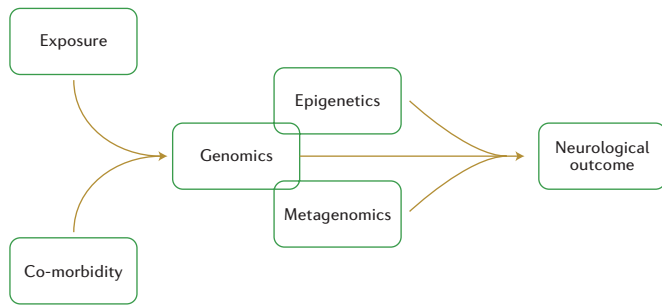 Exposure
Epigenetics
Genomics
Neurological
outcome
Metagenomics
Co-morbidity